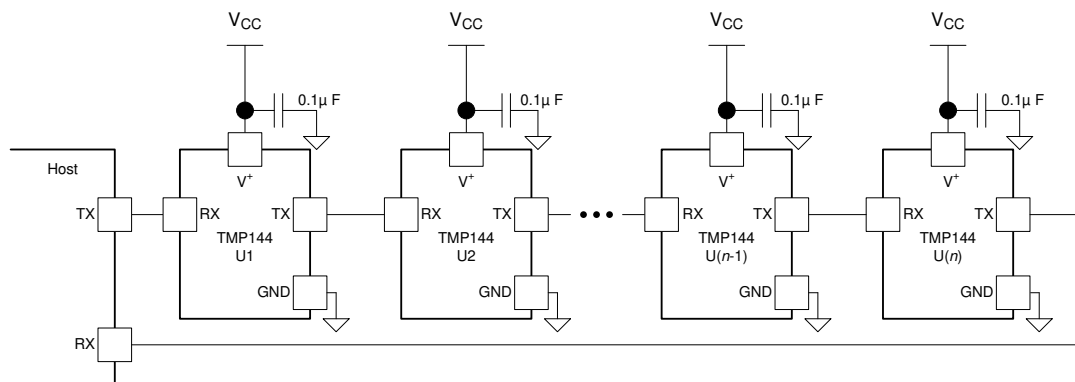 VCC VCC VCC VCC
0.1µ F 0.1µ F 0.1µ F 0.1µ F
Host
V+ V+ V+ V+
TX RX TX RX TX ••• RX TX RX TX
TMP144 TMP144 TMP144 TMP144
U1 U2 U(n-1) U(n)
GND GND GND GND
RX